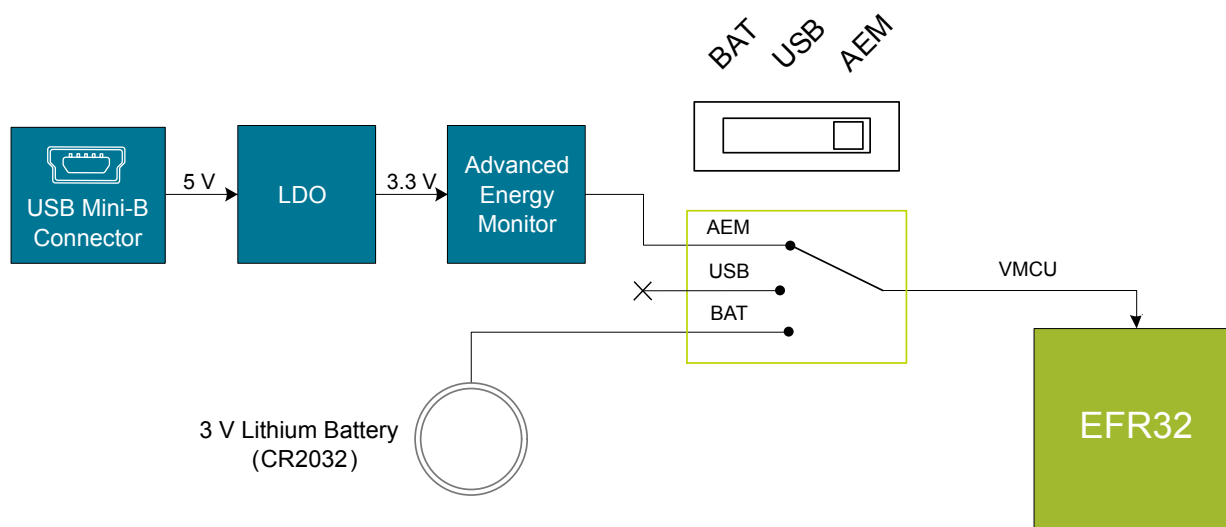 BAT
USB
AEM
USB Mini-B
Connector
5 V
LDO
3.3 V
Advanced
Energy
Monitor
AEM
USB
BAT
VMCU
3 V Lithium Battery
(CR2032)
EFR32